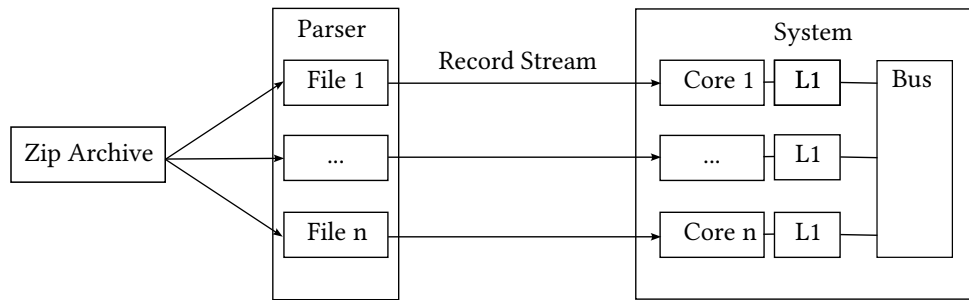 Parser
System
File 1
Record Stream
Core 1
L1
Bus
Zip Archive
...
...
L1
File n
Core n
L1